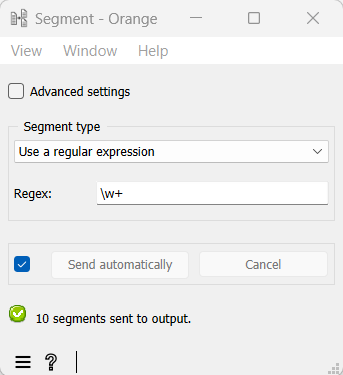 Segment - Orange
View Window Help
Advanced settings
Segment type
Use a regular expression
Regex: \w+
Send automatically Cancel
10 segments sent to output.
?